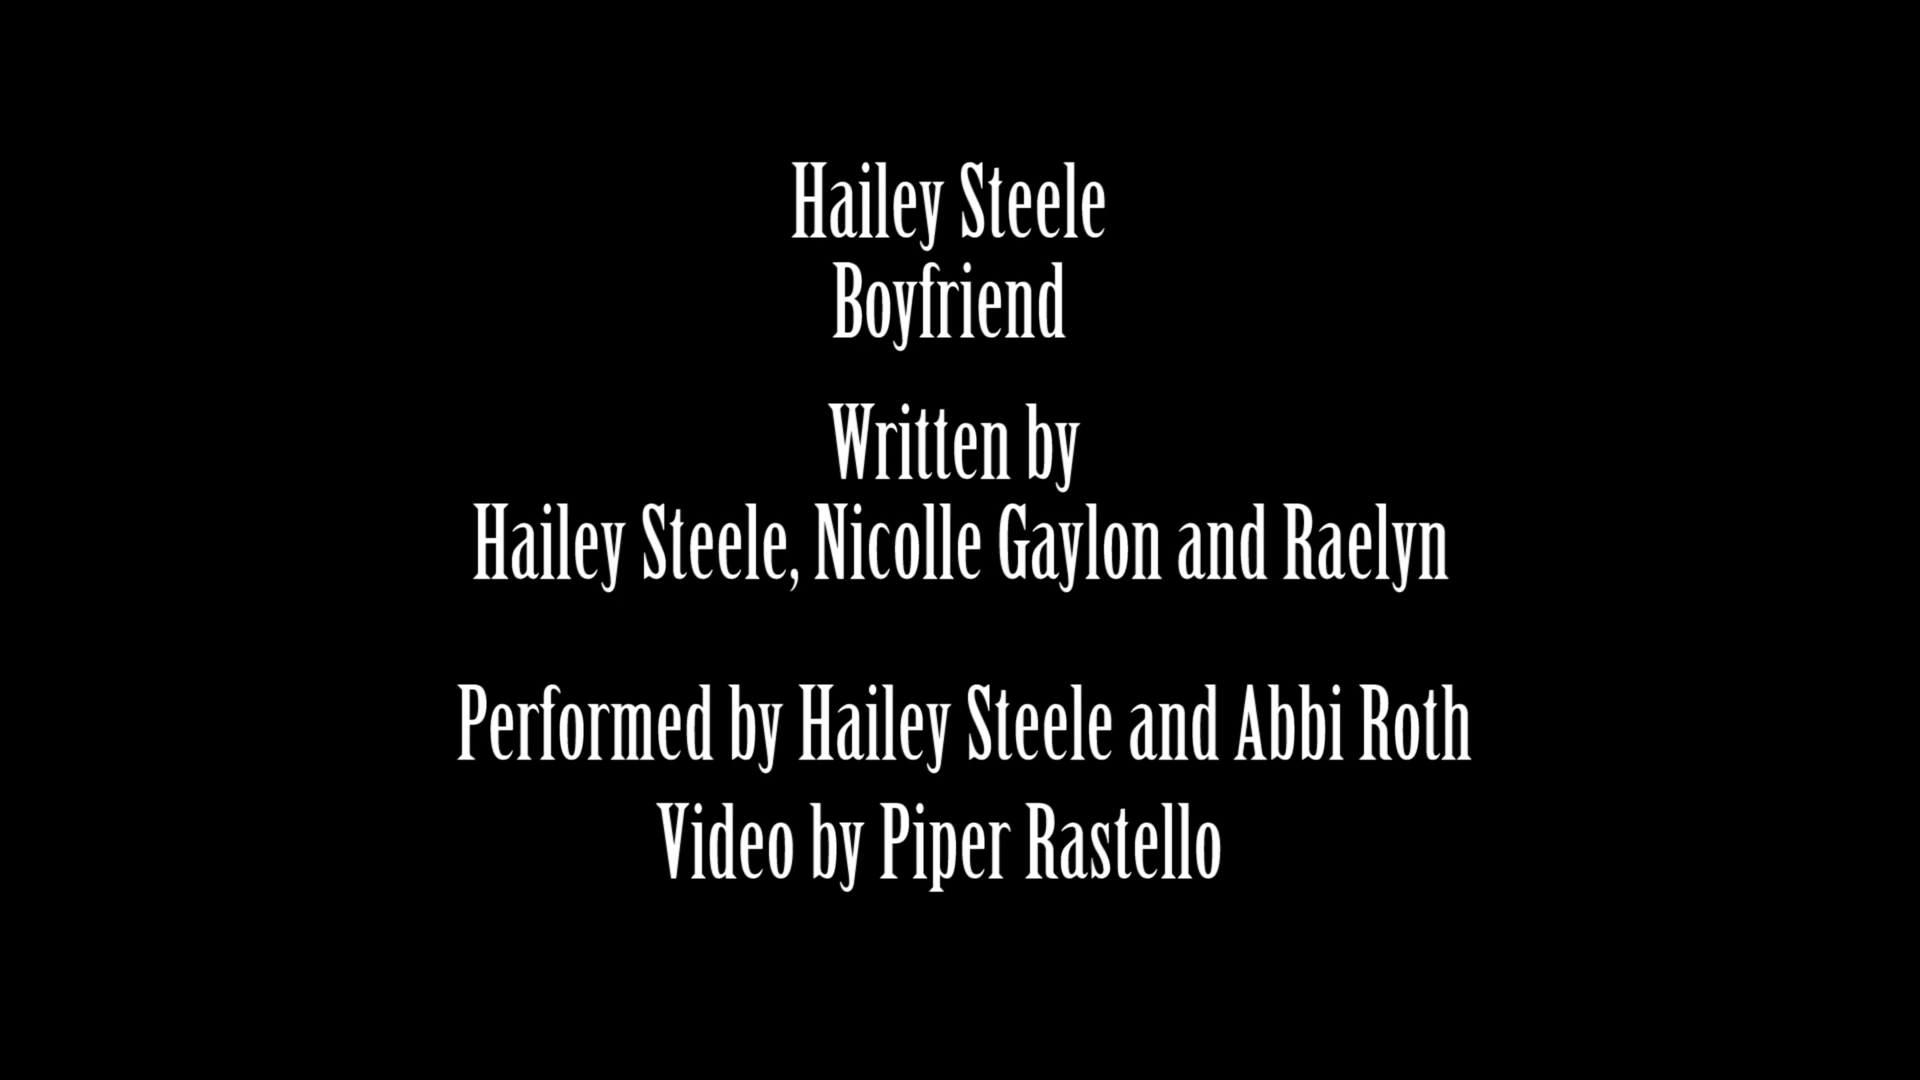 Hailey Steele
Boyfriend
Written by
Hailey Steele, Nicolle Gaylon and Raelyn
Performed by Hailey Steele and Abbi Roth
Video by Piper Rastello